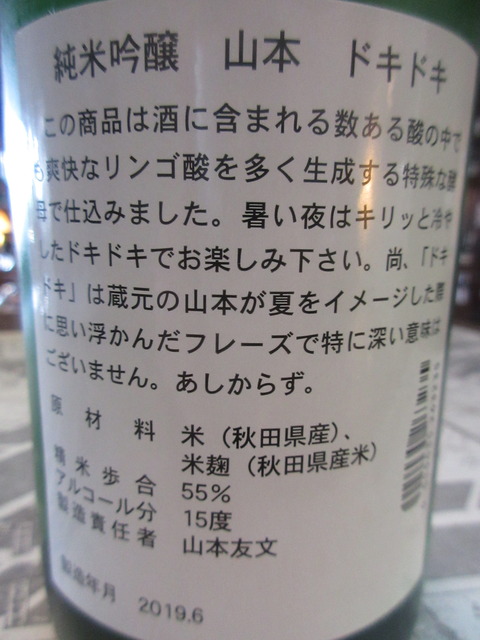 純米吟醸 山本 ドキドキ
この商品は酒に含まれる数ある酸の中で
も爽快なリンゴ酸を多く生成する特殊な酵
母で仕込みました。暑い夜はキリッと冷や
したドキドキでお楽しみ下さい。尚、「ドキ
ドキ」は蔵元の山本が夏をイメージした際
に思い浮かんだフレーズで特に深い意味は
ございません。あしからず。
原材料 米（秋田県産）、
米麹（秋田県産米）
精米歩合 55%
アルコール分 15度
製造責任者 山本友文
製造年月 2019.6